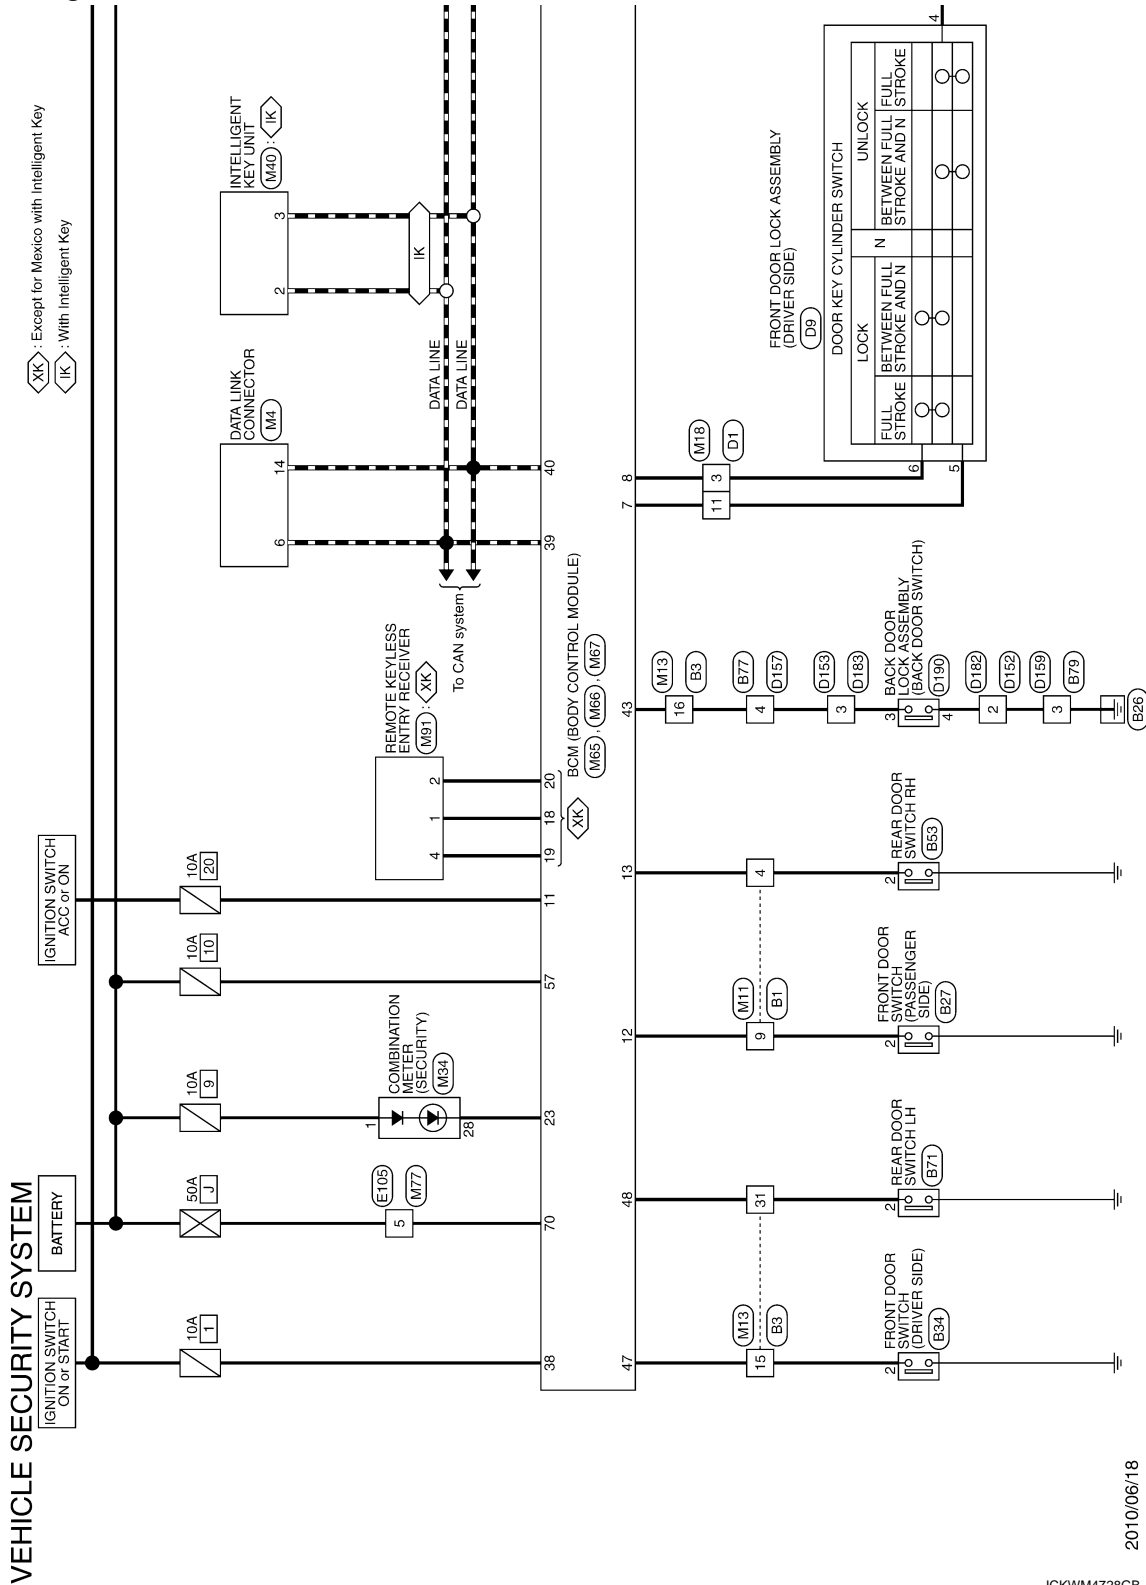 VEHICLE SECURITY SYSTEM
XK : Except for Mexico with Intelligent Key
IK : With Intelligent Key
IGNITION SWITCH
ON or START
BATTERY
IGNITION SWITCH
ACC or ON
10A
1
50A
J
10A
9
10A
10
10A
20
E105
M77
5
1
COMBINATION
METER
(SECURITY)
M34
28
REMOTE KEYLESS
ENTRY RECEIVER
M91 : XK
4
1
2
DATA LINK
CONNECTOR
M4
6
14
INTELLIGENT
KEY UNIT
M40 : IK
2
3
IK
DATA LINE
DATA LINE
To CAN system
38
70
23
57
11
19
18
20
39
40
XK
BCM (BODY CONTROL MODULE)
M65 , M66 , M67
47
48
12
13
43
7
8
M13
B3
15
31
M11
B1
9
4
M13
B3
16
B77
D157
4
D153
D183
3
M18
D1
11
3
2
FRONT DOOR
SWITCH
(DRIVER SIDE)
B34
2
REAR DOOR
SWITCH LH
B71
2
FRONT DOOR
SWITCH
(PASSENGER
SIDE)
B27
2
REAR DOOR
SWITCH RH
B53
3
4
BACK DOOR
LOCK ASSEMBLY
(BACK DOOR SWITCH)
D190
D182
D152
2
D159
B79
3
B26
FRONT DOOR LOCK ASSEMBLY
(DRIVER SIDE)
D9
DOOR KEY CYLINDER SWITCH
LOCK
N
UNLOCK
FULL
STROKE
BETWEEN FULL
STROKE AND N
BETWEEN FULL
STROKE AND N
FULL
STROKE
6
5
4
2010/06/18